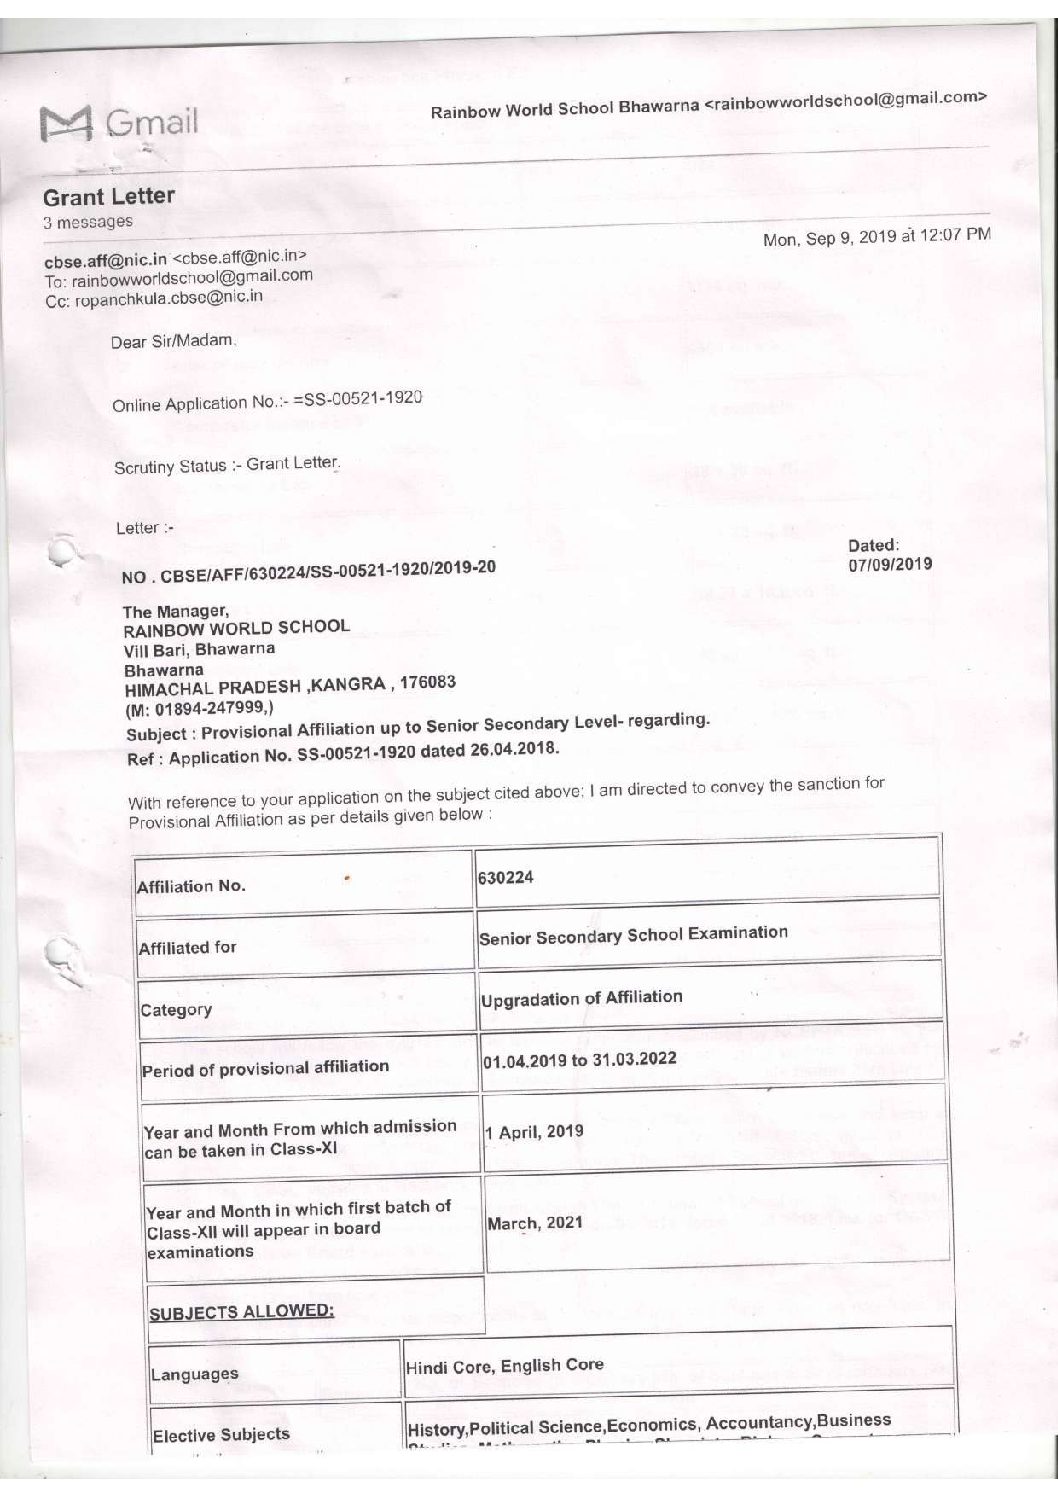 Gmail
Rainbow World School Bhawarna <rainbowworldschool@gmail.com>
Grant Letter
3 messages
cbse.aff@nic.in <cbse.aff@nic.in>
Mon, Sep 9, 2019 at 12:07 PM
To: rainbowworldschool@gmail.com
Cc: ropanchkula.cbse@nic.in
Dear Sir/Madam.
Online Application No.:- =SS-00521-1920
Scrutiny Status :- Grant Letter.
Letter :-
Dated:
NO . CBSE/AFF/630224/SS-00521-1920/2019-20
07/09/2019
The Manager,
RAINBOW WORLD SCHOOL
Vill Bari, Bhawarna
Bhawarna
HIMACHAL PRADESH ,KANGRA , 176083
(M: 01894-247999,)
Subject : Provisional Affiliation up to Senior Secondary Level- regarding.
Ref : Application No. SS-00521-1920 dated 26.04.2018.
With reference to your application on the subject cited above; I am directed to convey the sanction for
Provisional Affiliation as per details given below :
Affiliation No.
630224
Affiliated for
Senior Secondary School Examination
Category
Upgradation of Affiliation
Period of provisional affiliation
01.04.2019 to 31.03.2022
Year and Month From which admission
can be taken in Class-XI
1 April, 2019
Year and Month in which first batch of
Class-XII will appear in board
examinations
March, 2021
SUBJECTS ALLOWED:
Languages
Hindi Core, English Core
Elective Subjects
History,Political Science,Economics, Accountancy,Business